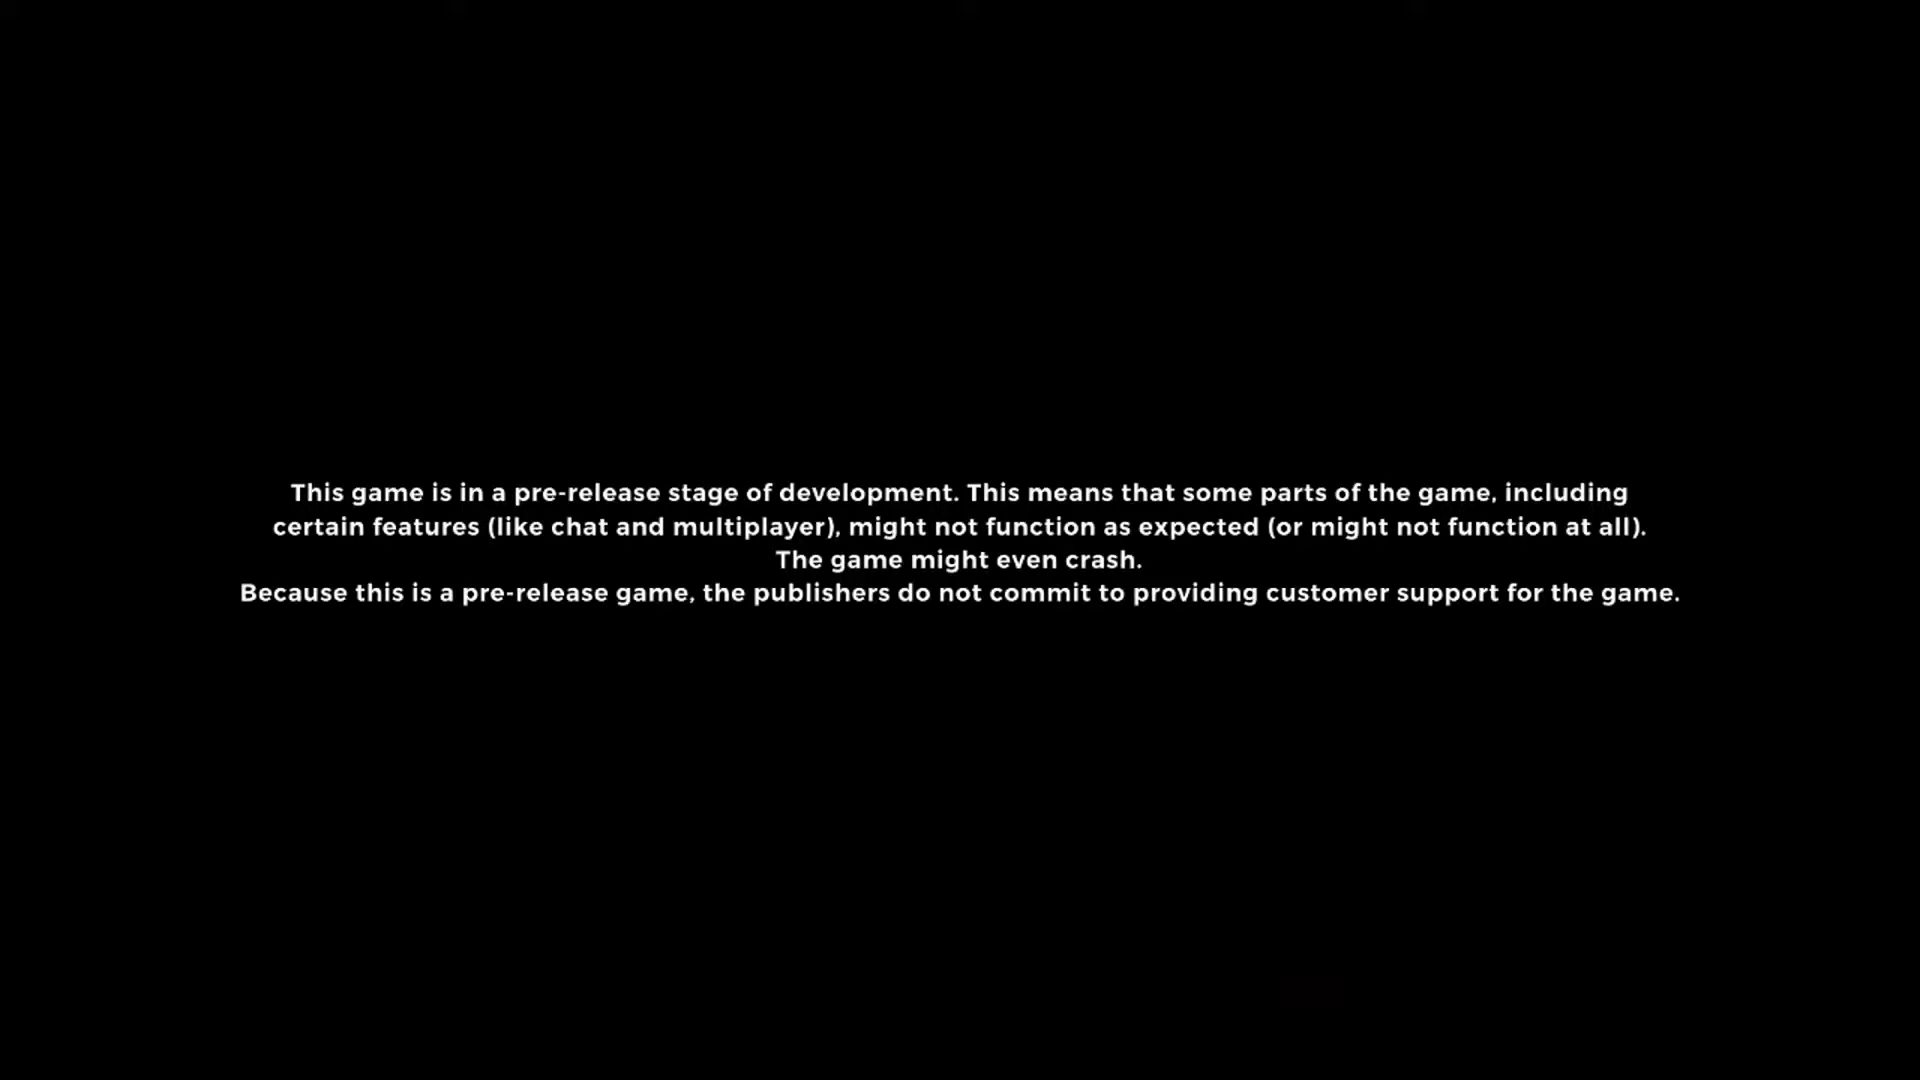 This game is in a pre-release stage of development. This means that some parts of the game, including
certain features (like chat and multiplayer), might not function as expected (or might not function at all).
The game might even crash.
Because this is a pre-release game, the publishers do not commit to providing customer support for the game.